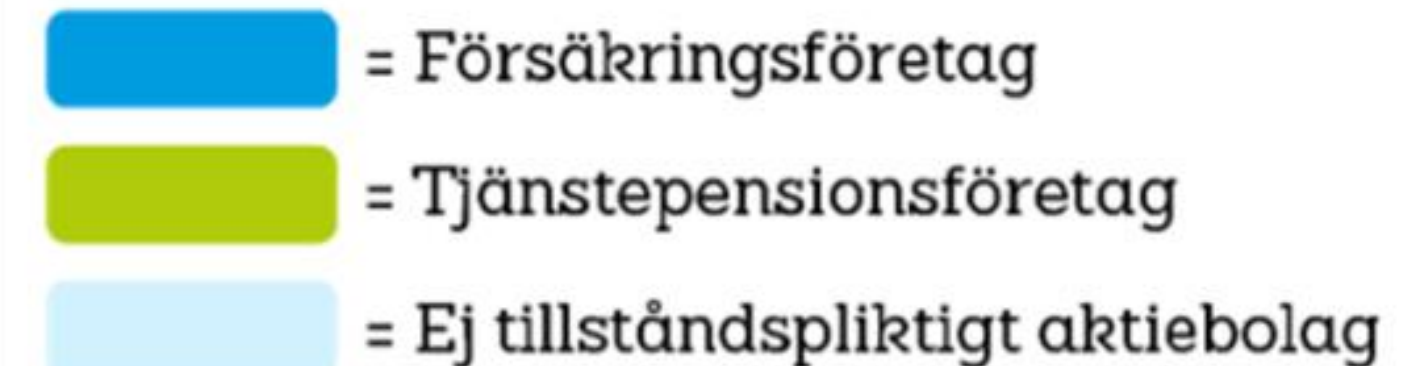 = Försäkringsföretag
= Tjänstepensionsföretag
= Ej tillståndspliktigt aktiebolag